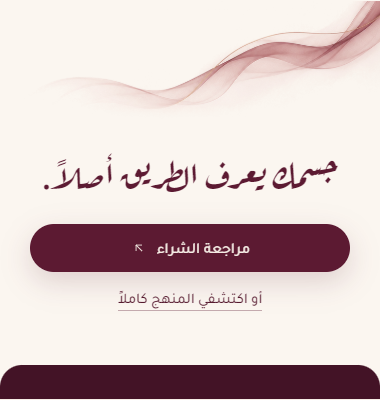 جسمك يعرف الطريق أصلاً.
مراجعة الشراء ↖
أو اكتشفي المنهج كاملاً